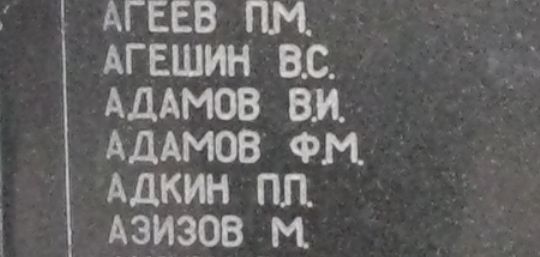 АГЕЕВ П.М.
АГЕШИН В.С.
АДАМОВ В.И.
АДАМОВ Ф.М.
АДКИН П.П.
АЗИЗОВ М.